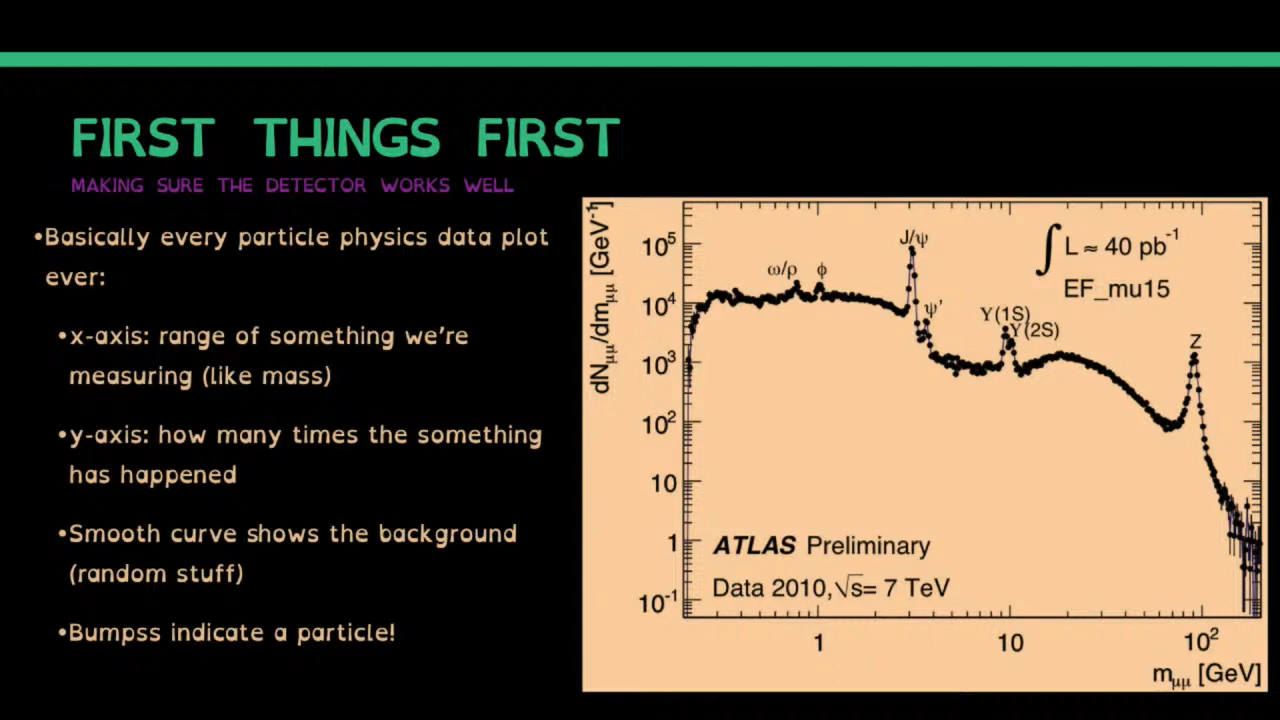 FIRST THINGS FIRST
MAKING SURE THE DETECTOR WORKS WELL
•Basically every particle physics data plot
ever:
•x-axis: range of something we're
measuring (like mass)
•y-axis: how many times the something
has happened
•Smooth curve shows the background
(random stuff)
•Bumpss indicate a particle!
dN_μμ/dm_μμ [GeV⁻¹]
10⁵
10⁴
10³
10²
10
1
10⁻¹
ω/ρ
ϕ
J/ψ
ψ'
Υ(1S)
Υ(2S)
Z
∫ L ≈ 40 pb⁻¹
EF_mu15
ATLAS Preliminary
Data 2010, √s= 7 TeV
1
10
10²
m_μμ [GeV]